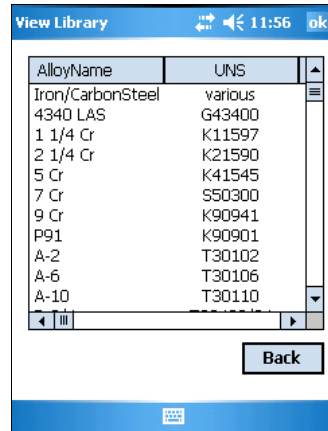 View Library 11:56 ok
AlloyName UNS
Iron/CarbonSteel various
4340 LAS G43400
1 1/4 Cr K11597
2 1/4 Cr K21590
5 Cr K41545
7 Cr S50300
9 Cr K90941
P91 K90901
A-2 T30102
A-6 T30106
A-10 T30110
Back